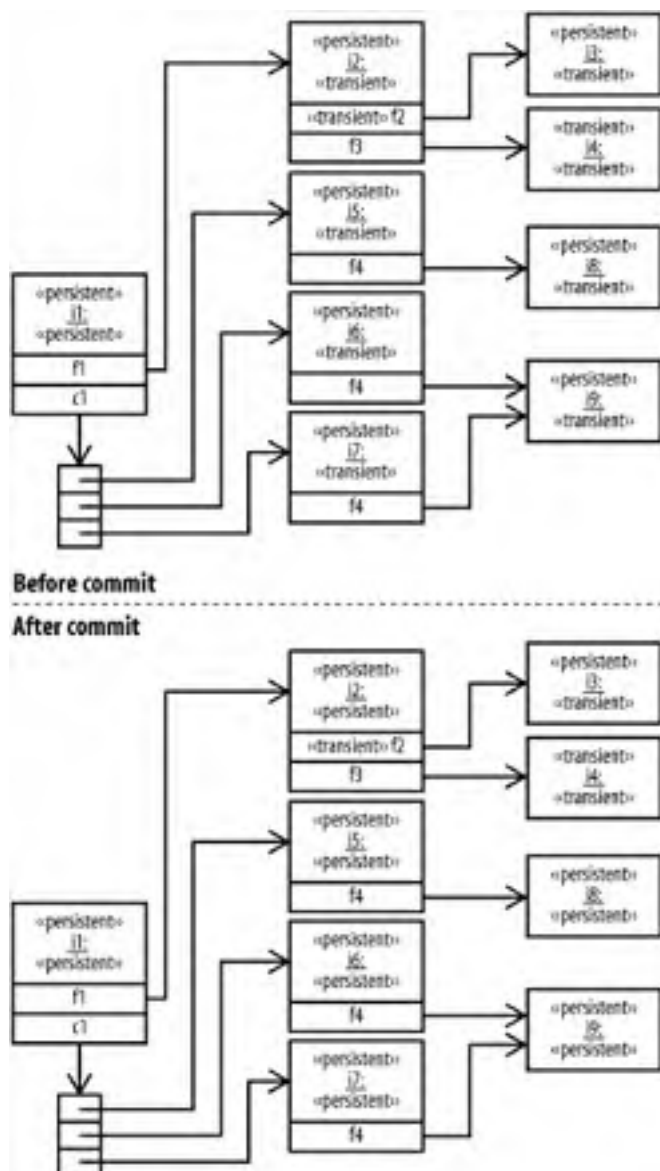 «persistent»
i2:
«transient»
«transient» f2
f3
«persistent»
i3:
«transient»
«transient»
i4:
«transient»
«persistent»
i5:
«transient»
f4
«persistent»
i8:
«transient»
«persistent»
i1:
«persistent»
f1
c1
«persistent»
i6:
«transient»
f4
«persistent»
i9:
«transient»
«persistent»
i7:
«transient»
f4
Before commit
After commit
«persistent»
i2:
«persistent»
«transient» f2
f3
«persistent»
i3:
«transient»
«transient»
i4:
«transient»
«persistent»
i5:
«persistent»
f4
«persistent»
i8:
«persistent»
«persistent»
i1:
«persistent»
f1
c1
«persistent»
i6:
«persistent»
f4
«persistent»
i9:
«persistent»
«persistent»
i7:
«persistent»
f4